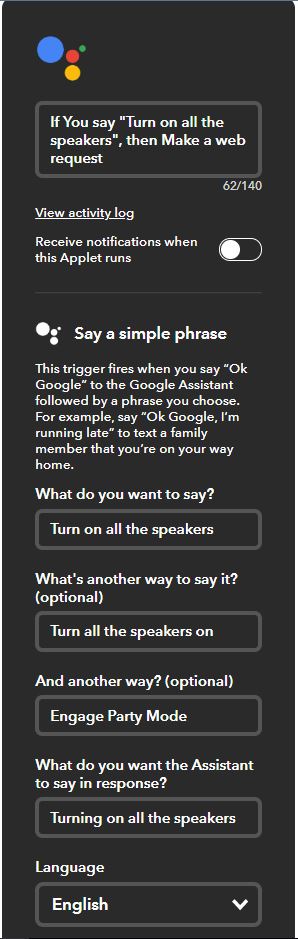 If You say "Turn on all the
speakers", then Make a web
request
62/140
View activity log
Receive notifications when
this Applet runs
Say a simple phrase
This trigger fires when you say “Ok
Google” to the Google Assistant
followed by a phrase you choose.
For example, say “Ok Google, I’m
running late” to text a family
member that you’re on your way
home.
What do you want to say?
Turn on all the speakers
What's another way to say it?
(optional)
Turn all the speakers on
And another way? (optional)
Engage Party Mode
What do you want the Assistant
to say in response?
Turning on all the speakers
Language
English